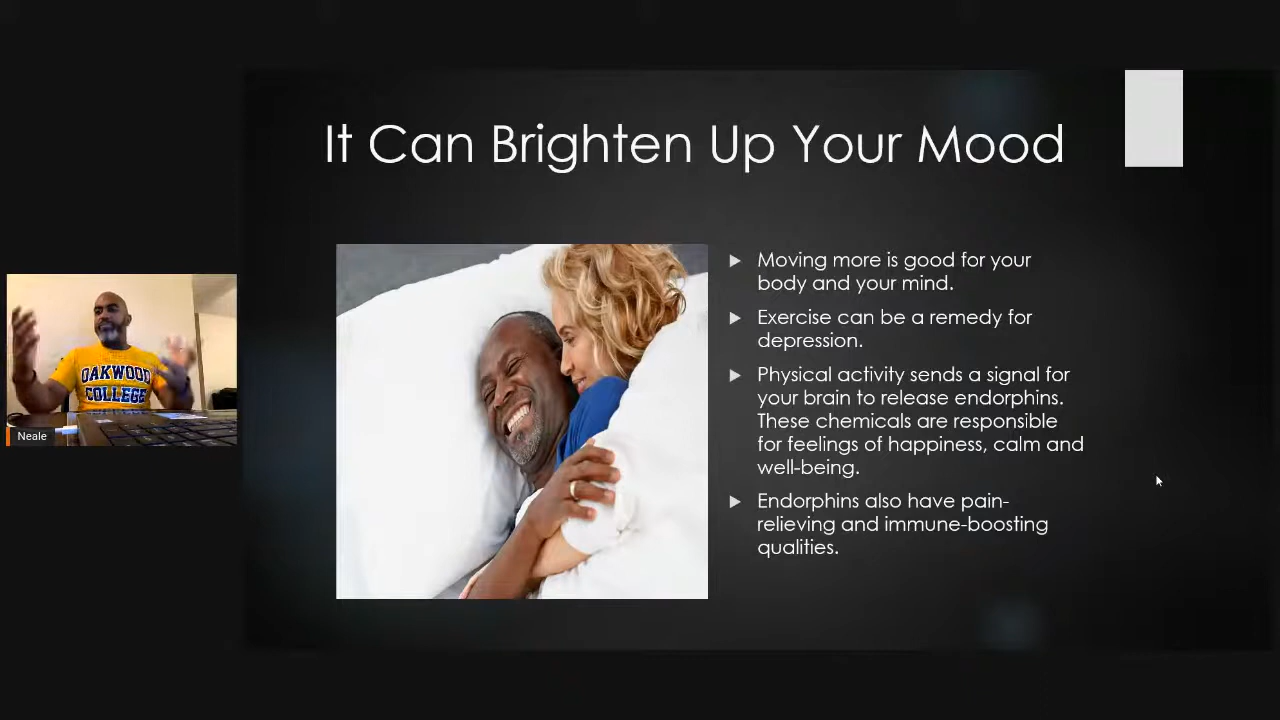 It Can Brighten Up Your Mood
Moving more is good for your
body and your mind.
Exercise can be a remedy for
depression.
Physical activity sends a signal for
your brain to release endorphins.
These chemicals are responsible
for feelings of happiness, calm and
well-being.
Endorphins also have pain-
relieving and immune-boosting
qualities.
OAKWOOD
COLLEGE
Neale